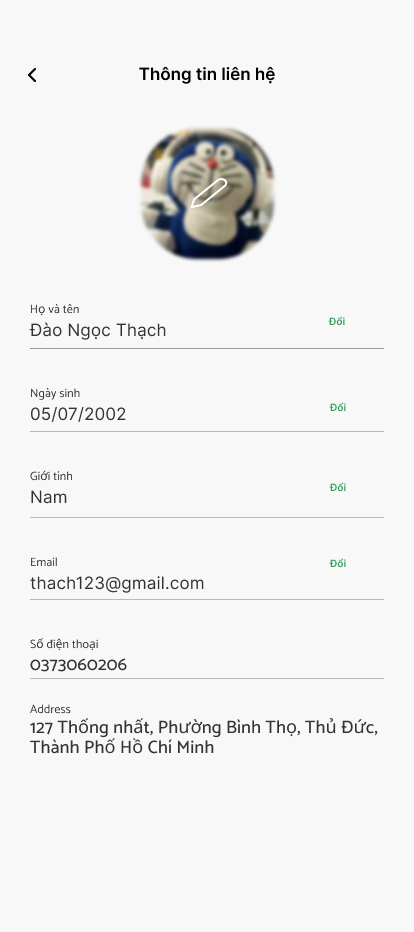 Thông tin liên hệ
Họ và tên
Đào Ngọc Thạch
Đổi
Ngày sinh
05/07/2002
Đổi
Giới tính
Nam
Đổi
Email
thach123@gmail.com
Đổi
Số điện thoại
0373060206
Address
127 Thống nhất, Phường Bình Thọ, Thủ Đức,
Thành Phố Hồ Chí Minh